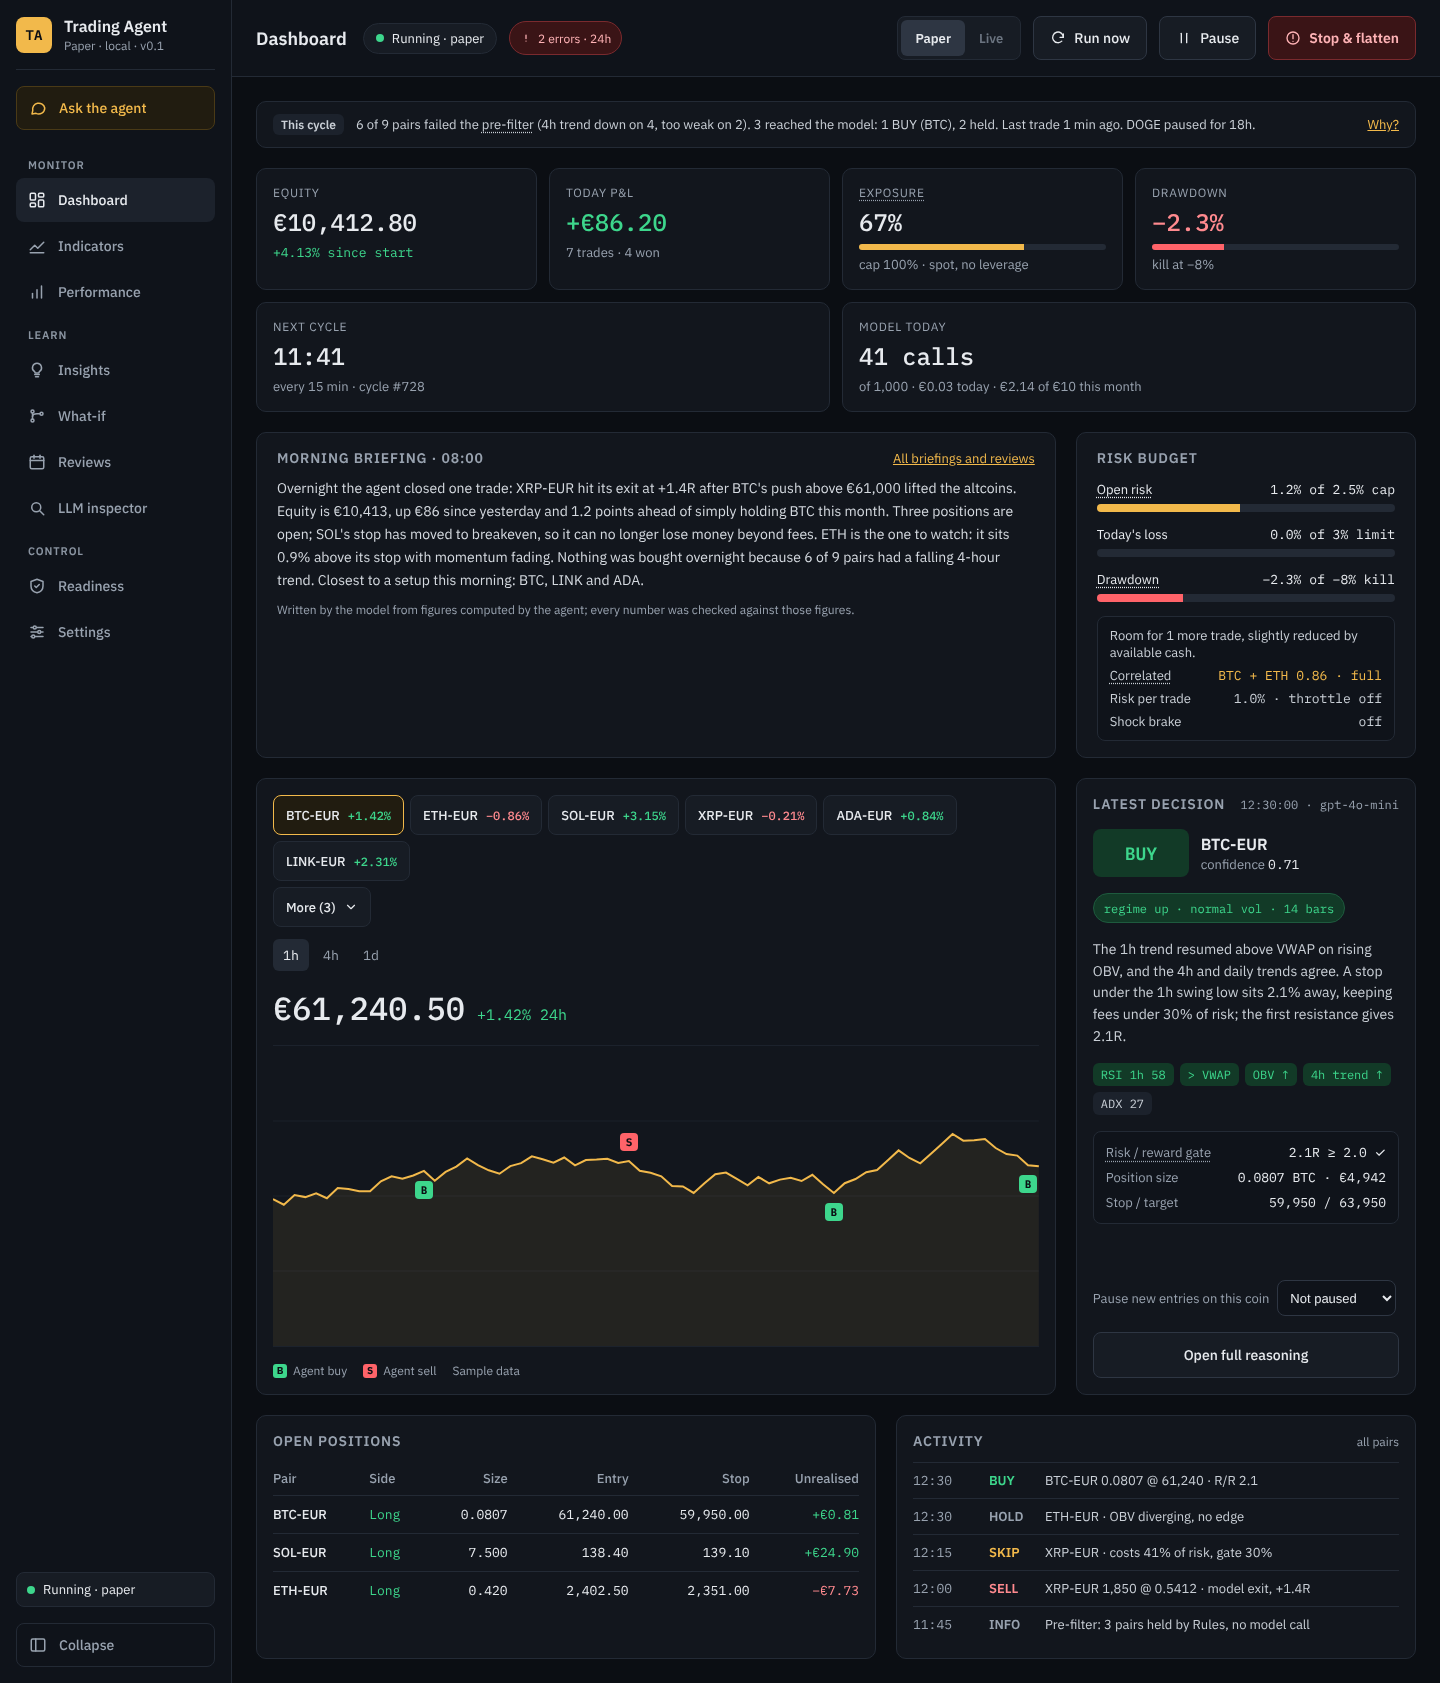 TA
Trading Agent
Paper · local · v0.1
Ask the agent
MONITOR
Dashboard
Indicators
Performance
LEARN
Insights
What-if
Reviews
LLM inspector
CONTROL
Readiness
Settings
Running · paper
Collapse
Dashboard
Running · paper
! 2 errors · 24h
Paper
Live
Run now
Pause
Stop & flatten
This cycle 6 of 9 pairs failed the pre-filter (4h trend down on 4, too weak on 2). 3 reached the model: 1 BUY (BTC), 2 held. Last trade 1 min ago. DOGE paused for 18h. Why?
EQUITY
€10,412.80
+4.13% since start
TODAY P&L
+€86.20
7 trades · 4 won
EXPOSURE
67%
cap 100% · spot, no leverage
DRAWDOWN
−2.3%
kill at −8%
NEXT CYCLE
11:41
every 15 min · cycle #728
MODEL TODAY
41 calls
of 1,000 · €0.03 today · €2.14 of €10 this month
MORNING BRIEFING · 08:00
All briefings and reviews
Overnight the agent closed one trade: XRP-EUR hit its exit at +1.4R after BTC's push above €61,000 lifted the altcoins.
Equity is €10,413, up €86 since yesterday and 1.2 points ahead of simply holding BTC this month. Three positions are
open; SOL's stop has moved to breakeven, so it can no longer lose money beyond fees. ETH is the one to watch: it sits
0.9% above its stop with momentum fading. Nothing was bought overnight because 6 of 9 pairs had a falling 4-hour
trend. Closest to a setup this morning: BTC, LINK and ADA.
Written by the model from figures computed by the agent; every number was checked against those figures.
RISK BUDGET
Open risk 1.2% of 2.5% cap
Today's loss 0.0% of 3% limit
Drawdown −2.3% of −8% kill
Room for 1 more trade, slightly reduced by
available cash.
Correlated BTC + ETH 0.86 · full
Risk per trade 1.0% · throttle off
Shock brake off
BTC-EUR +1.42%
ETH-EUR −0.86%
SOL-EUR +3.15%
XRP-EUR −0.21%
ADA-EUR +0.84%
LINK-EUR +2.31%
More (3)
1h 4h 1d
€61,240.50 +1.42% 24h
S
B
B
B
B Agent buy S Agent sell Sample data
LATEST DECISION 12:30:00 · gpt-4o-mini
BUY
BTC-EUR
confidence 0.71
regime up · normal vol · 14 bars
The 1h trend resumed above VWAP on rising
OBV, and the 4h and daily trends agree. A stop
under the 1h swing low sits 2.1% away, keeping
fees under 30% of risk; the first resistance gives
2.1R.
RSI 1h 58 > VWAP OBV ↑ 4h trend ↑
ADX 27
Risk / reward gate 2.1R ≥ 2.0 ✓
Position size 0.0807 BTC · €4,942
Stop / target 59,950 / 63,950
Pause new entries on this coin Not paused
Open full reasoning
OPEN POSITIONS
Pair Side Size Entry Stop Unrealised
BTC-EUR Long 0.0807 61,240.00 59,950.00 +€0.81
SOL-EUR Long 7.500 138.40 139.10 +€24.90
ETH-EUR Long 0.420 2,402.50 2,351.00 −€7.73
ACTIVITY all pairs
12:30 BUY BTC-EUR 0.0807 @ 61,240 · R/R 2.1
12:30 HOLD ETH-EUR · OBV diverging, no edge
12:15 SKIP XRP-EUR · costs 41% of risk, gate 30%
12:00 SELL XRP-EUR 1,850 @ 0.5412 · model exit, +1.4R
11:45 INFO Pre-filter: 3 pairs held by Rules, no model call